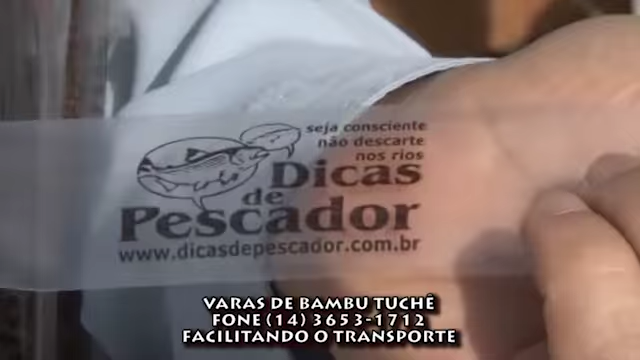 seja consciente
não descarte
nos rios
Dicas
de
Pescador
www.dicasdepescador.com.br
VARAS DE BAMBU TUCHÊ
FONE (14) 3653-1712
FACILITANDO O TRANSPORTE